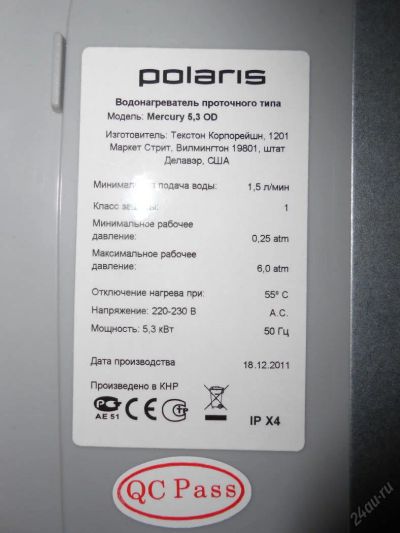 polaris
Водонагреватель проточного типа
Модель: Mercury 5,3 OD
Изготовитель: Текстон Корпорейшн, 1201
Маркет Стрит, Вилмингтон 19801, штат
Делавэр, США
Минимальная подача воды: 1,5 л/мин
Класс защиты: 1
Минимальное рабочее
давление: 0,25 atm
Максимальное рабочее
давление: 6,0 atm
Отключение нагрева при: 55° C
Напряжение: 220-230 В A.C.
Мощность: 5,3 кВт 50 Гц
Дата производства 18.12.2011
Произведено в КНР
АЕ 51
IP X4
QC Pass
24au.ru